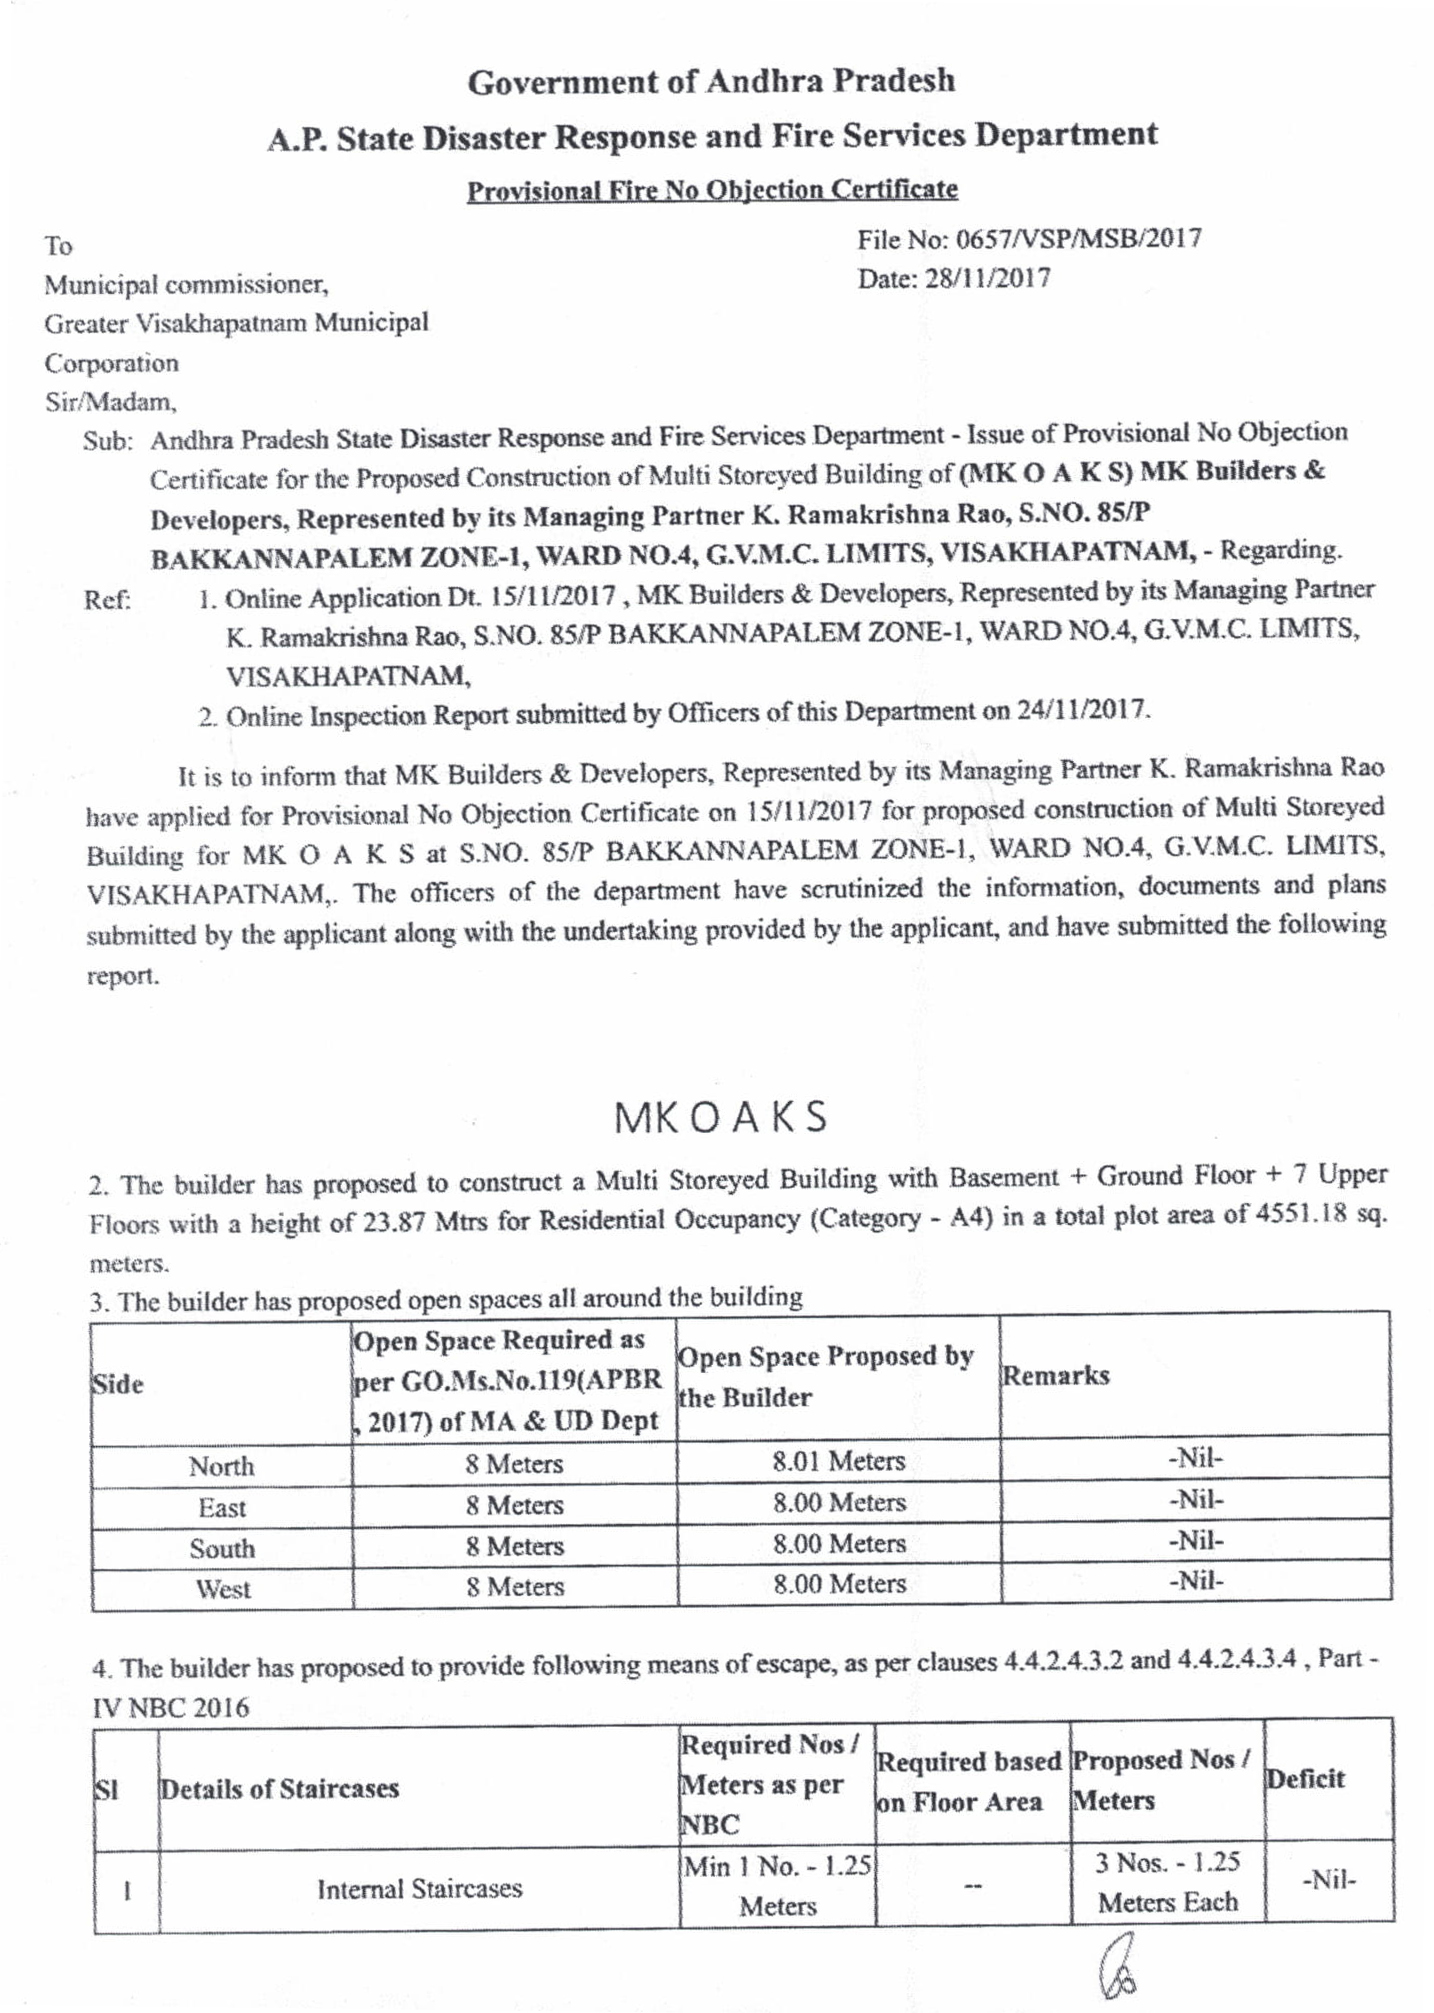 Government of Andhra Pradesh
A.P. State Disaster Response and Fire Services Department
Provisional Fire No Objection Certificate
To
File No: 0657/VSP/MSB/2017
Municipal commissioner,
Date: 28/11/2017
Greater Visakhapatnam Municipal
Corporation
Sir/Madam,
Sub: Andhra Pradesh State Disaster Response and Fire Services Department - Issue of Provisional No Objection
Certificate for the Proposed Construction of Multi Storeyed Building of (MK O A K S) MK Builders &
Developers, Represented by its Managing Partner K. Ramakrishna Rao, S.NO. 85/P
BAKKANNAPALEM ZONE-1, WARD NO.4, G.V.M.C. LIMITS, VISAKHAPATNAM, - Regarding.
Ref: 1. Online Application Dt. 15/11/2017 , MK Builders & Developers, Represented by its Managing Partner
K. Ramakrishna Rao, S.NO. 85/P BAKKANNAPALEM ZONE-1, WARD NO.4, G.V.M.C. LIMITS,
VISAKHAPATNAM,
2. Online Inspection Report submitted by Officers of this Department on 24/11/2017.
It is to inform that MK Builders & Developers, Represented by its Managing Partner K. Ramakrishna Rao
have applied for Provisional No Objection Certificate on 15/11/2017 for proposed construction of Multi Storeyed
Building for MK O A K S at S.NO. 85/P BAKKANNAPALEM ZONE-1, WARD NO.4, G.V.M.C. LIMITS,
VISAKHAPATNAM,. The officers of the department have scrutinized the information, documents and plans
submitted by the applicant along with the undertaking provided by the applicant, and have submitted the following
report.
MK O A K S
2. The builder has proposed to construct a Multi Storeyed Building with Basement + Ground Floor + 7 Upper
Floors with a height of 23.87 Mtrs for Residential Occupancy (Category - A4) in a total plot area of 4551.18 sq.
meters.
3. The builder has proposed open spaces all around the building
Side
Open Space Required as
per GO.Ms.No.119(APBR
, 2017) of MA & UD Dept
Open Space Proposed by
the Builder
Remarks
North 8 Meters 8.01 Meters -Nil-
East 8 Meters 8.00 Meters -Nil-
South 8 Meters 8.00 Meters -Nil-
West 8 Meters 8.00 Meters -Nil-
4. The builder has proposed to provide following means of escape, as per clauses 4.4.2.4.3.2 and 4.4.2.4.3.4 , Part -
IV NBC 2016
Sl
Details of Staircases
Required Nos /
Meters as per
NBC
Required based
on Floor Area
Proposed Nos /
Meters
Deficit
1
Internal Staircases
Min 1 No. - 1.25
Meters
--
3 Nos. - 1.25
Meters Each
-Nil-